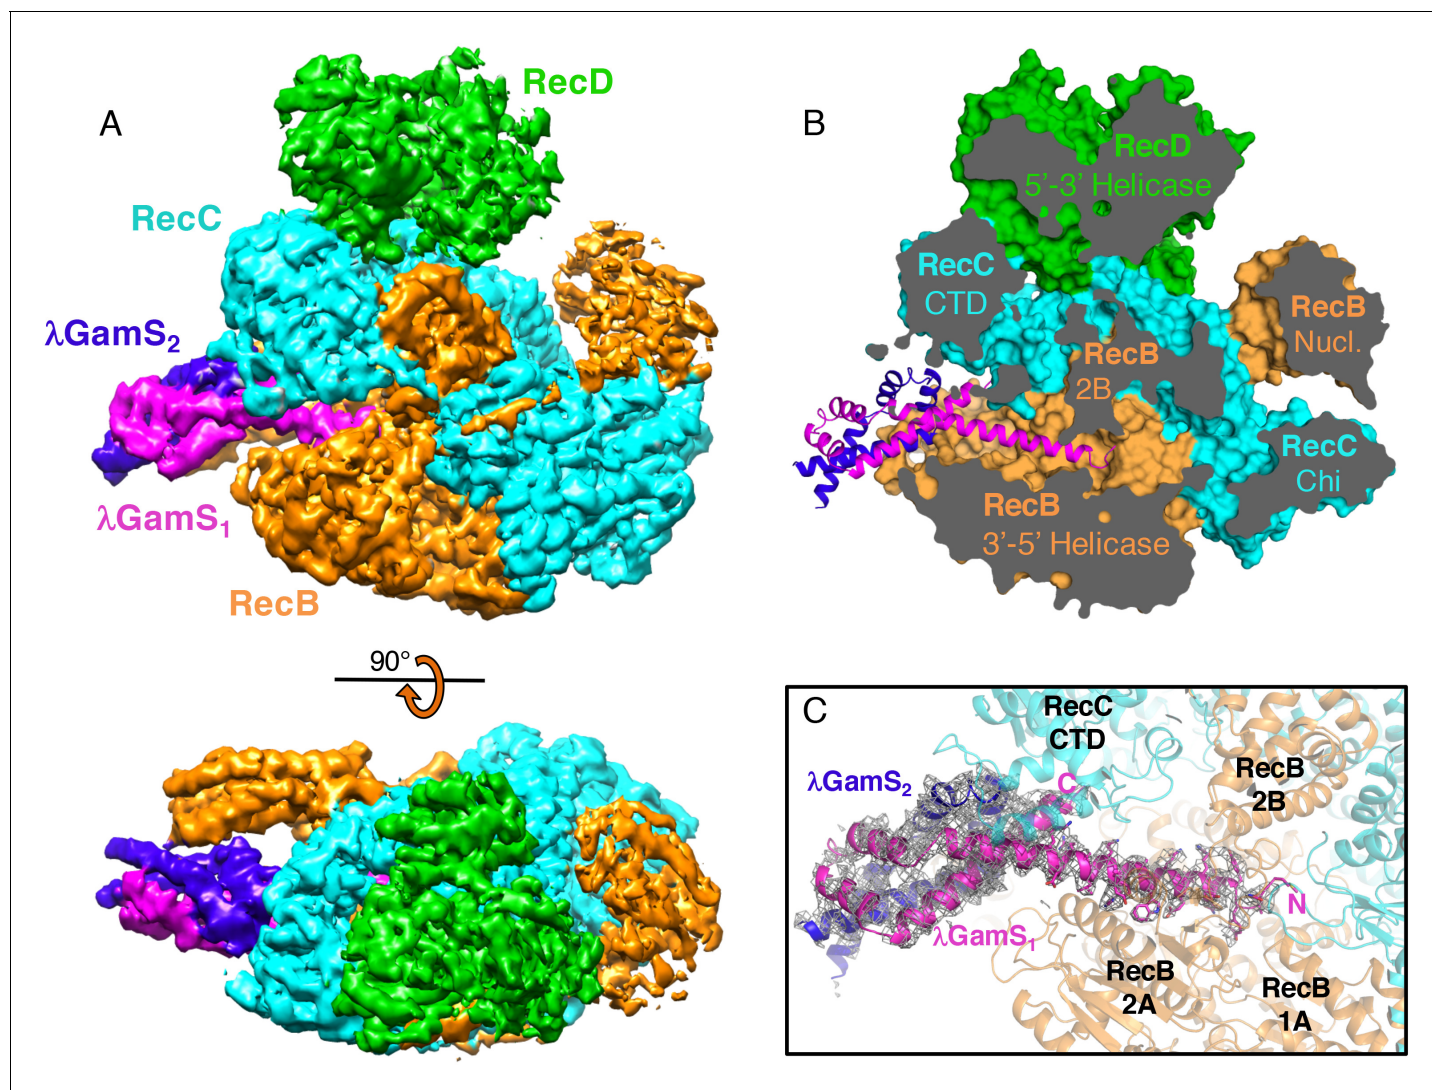 A
RecD
RecC
λGamS2
λGamS1
RecB
90°
B
RecD
5’-3’ Helicase
RecC
CTD
RecB
2B
RecB
Nucl.
RecC
Chi
RecB
3’-5’ Helicase
C
RecC
CTD
λGamS2
C
RecB
2B
N
λGamS1
RecB
2A
RecB
1A